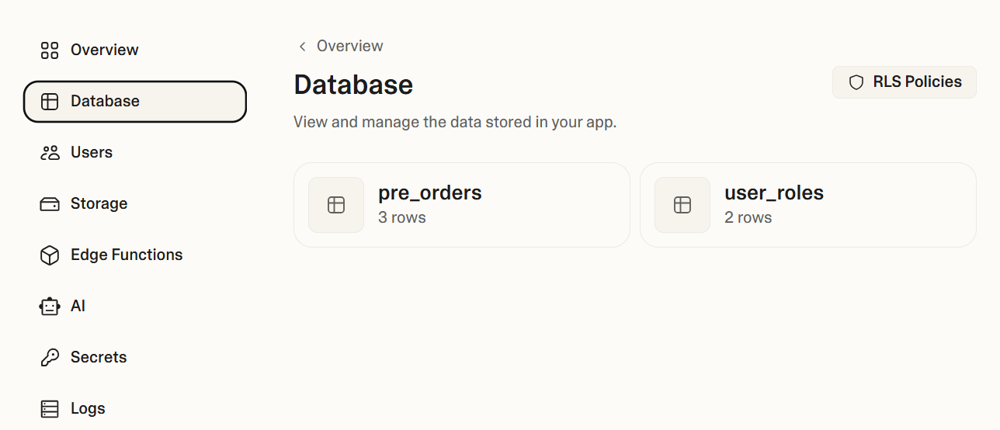 Overview
Database
Users
Storage
Edge Functions
AI
Secrets
Logs
Overview
Database
RLS Policies
View and manage the data stored in your app.
pre_orders
3 rows
user_roles
2 rows